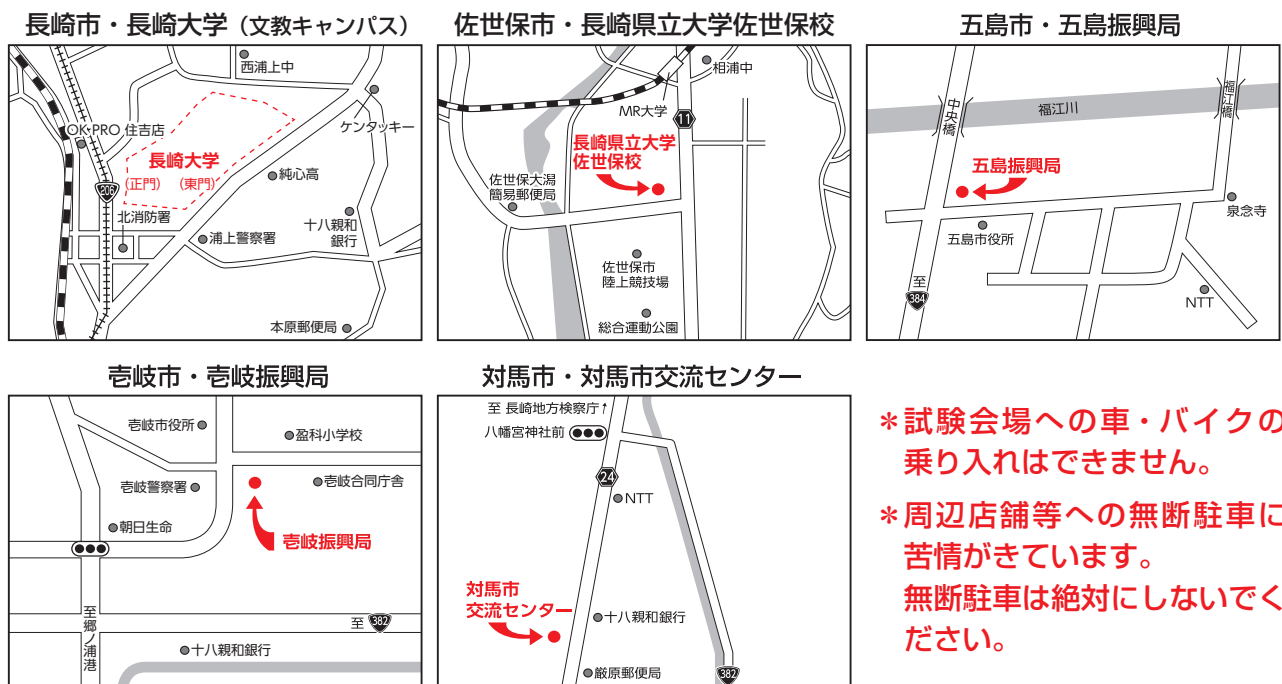 長崎市・長崎大学（文教キャンパス）
西浦上中
OK PRO 住吉店
ケンタッキー
長崎大学
(正門) (東門)
純心高
206
北消防署
浦上警察署
十八親和
銀行
本原郵便局
佐世保市・長崎県立大学佐世保校
相浦中
MR大学
11
長崎県立大学
佐世保校
佐世保大潟
簡易郵便局
佐世保市
陸上競技場
総合運動公園
五島市・五島振興局
中央橋
福江川
福江橋
五島振興局
泉念寺
五島市役所
至
384
NTT
壱岐市・壱岐振興局
壱岐市役所
盈科小学校
壱岐警察署
壱岐合同庁舎
朝日生命
壱岐振興局
至郷ノ浦港
至 382
十八親和銀行
対馬市・対馬市交流センター
至 長崎地方検察庁↑
八幡宮神社前
24
NTT
対馬市
交流センター
十八親和銀行
厳原郵便局
382
＊試験会場への車・バイクの
乗り入れはできません。
＊周辺店舗等への無断駐車に
苦情がきています。
無断駐車は絶対にしないでく
ださい。